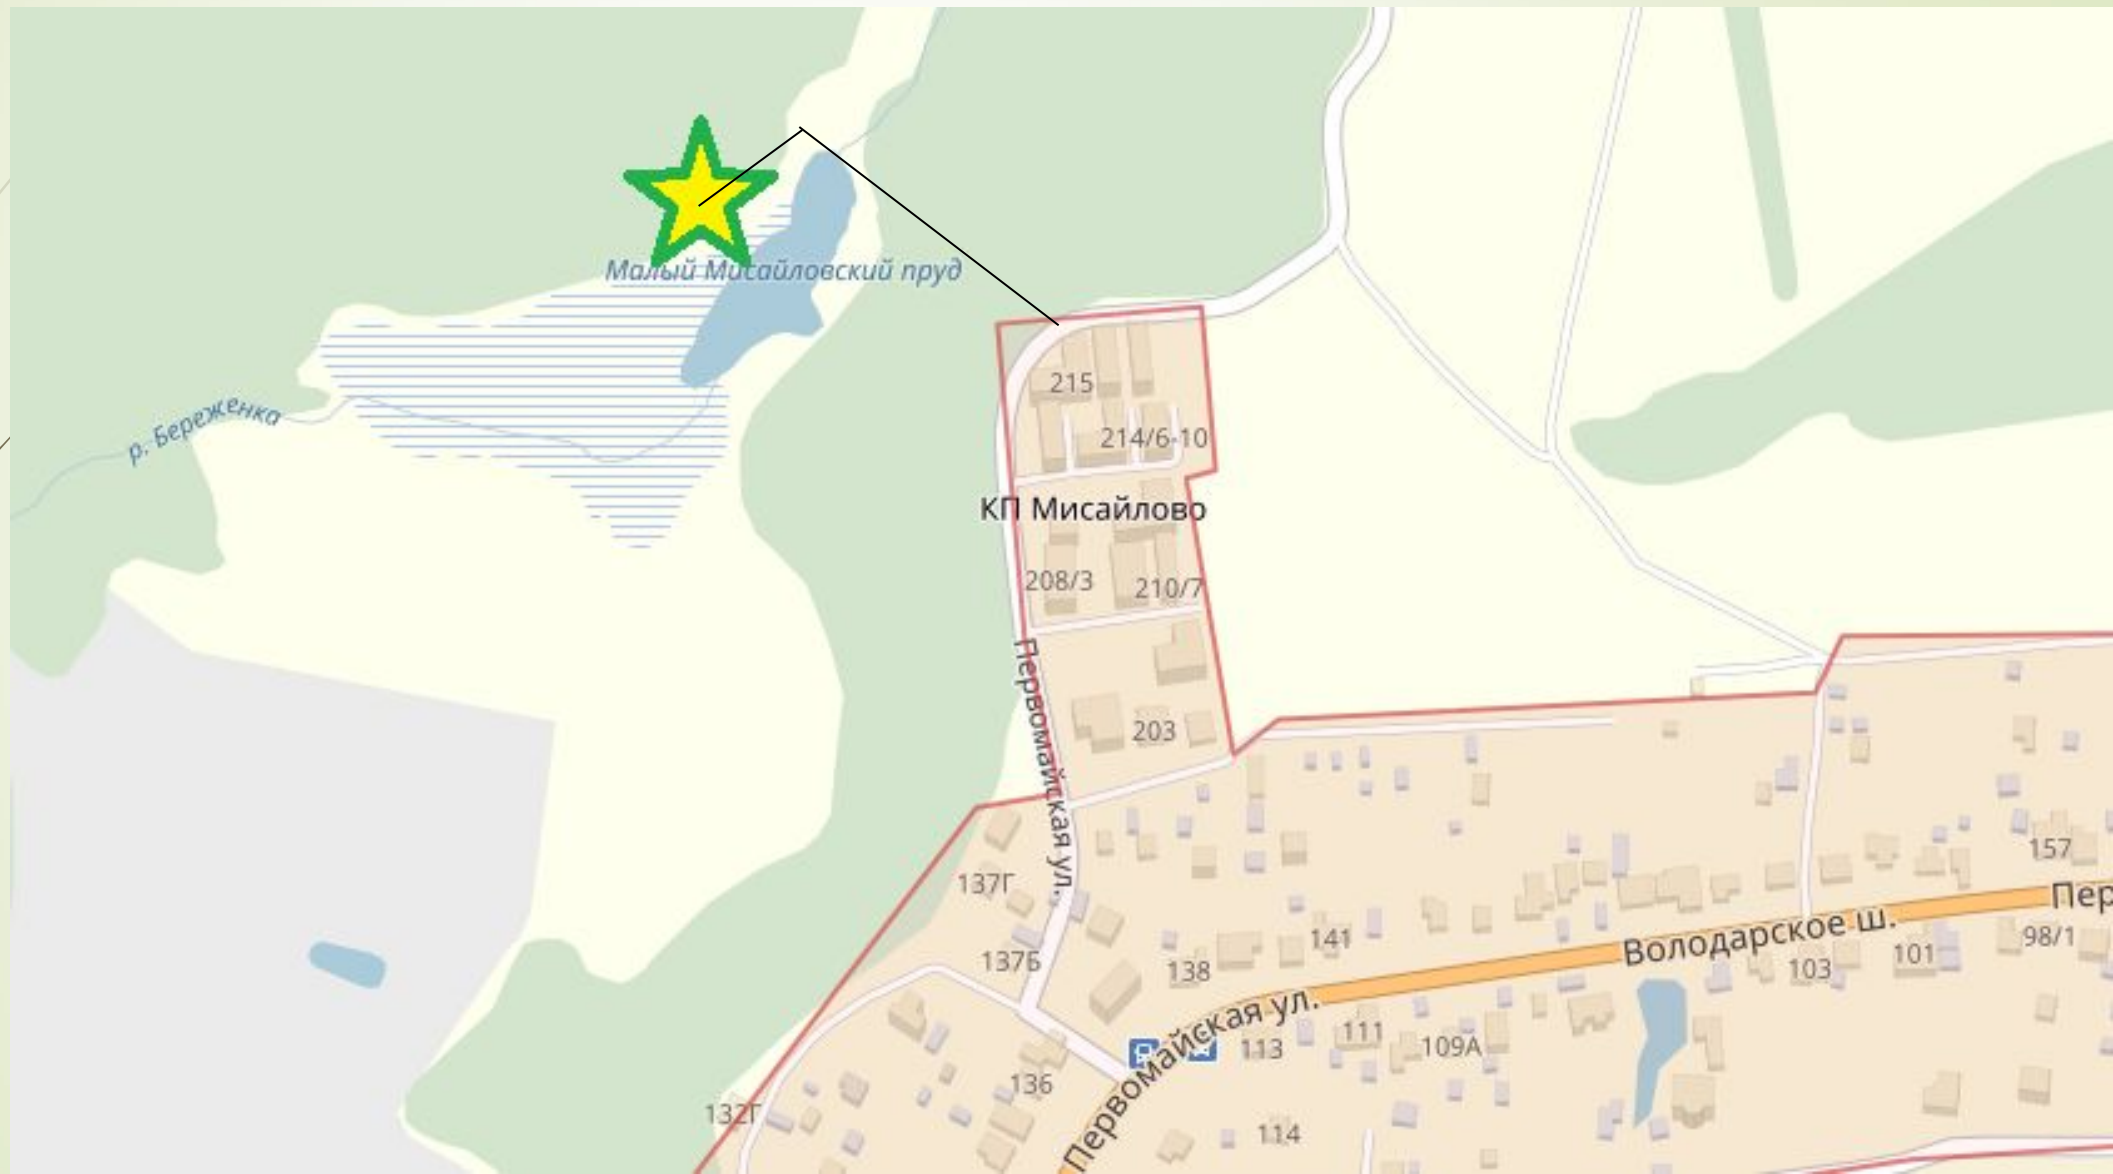 Малый Мисайловский пруд
р. Береженка
215
214/6-10
КП Мисайлово
208/3
210/7
Первомайская ул.
203
137Г
137Б
138
141
157
Пер
Володарское ш.
98/1
101
103
Первомайская ул.
111
113
109А
136
132Г
114